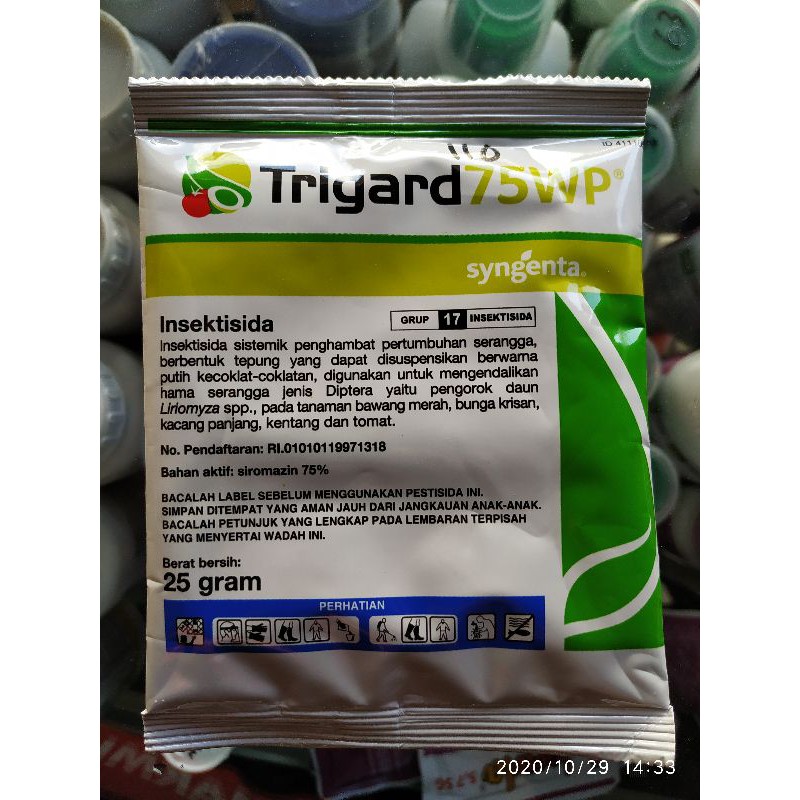 116
Trigard75WP®
syngenta®
Insektisida
GRUP 17 INSEKTISIDA
Insektisida sistemik penghambat pertumbuhan serangga,
berbentuk tepung yang dapat disuspensikan berwarna
putih kecoklat-coklatan, digunakan untuk mengendalikan
hama serangga jenis Diptera yaitu pengorok daun
Liriomyza spp., pada tanaman bawang merah, bunga krisan,
kacang panjang, kentang dan tomat.
No. Pendaftaran: RI.01010119971318
Bahan aktif: siromazin 75%
BACALAH LABEL SEBELUM MENGGUNAKAN PESTISIDA INI.
SIMPAN DITEMPAT YANG AMAN JAUH DARI JANGKAUAN ANAK-ANAK.
BACALAH PETUNJUK YANG LENGKAP PADA LEMBARAN TERPISAH
YANG MENYERTAI WADAH INI.
Berat bersih:
25 gram
PERHATIAN
2020/10/29 14:33